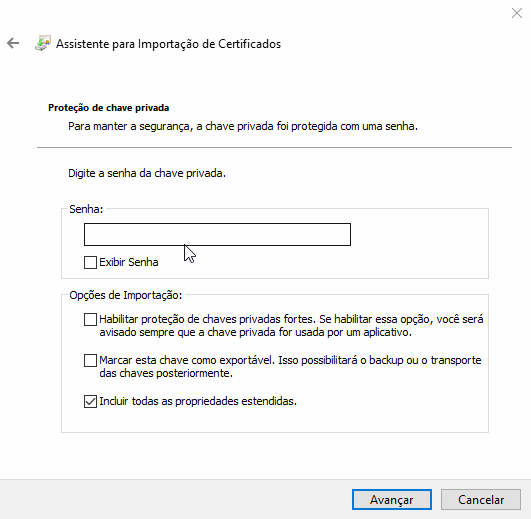 Assistente para Importação de Certificados
Proteção de chave privada
Para manter a segurança, a chave privada foi protegida com uma senha.
Digite a senha da chave privada.
Senha:
Exibir Senha
Opções de Importação:
Habilitar proteção de chaves privadas fortes. Se habilitar essa opção, você será
avisado sempre que a chave privada for usada por um aplicativo.
Marcar esta chave como exportável. Isso possibilitará o backup ou o transporte
das chaves posteriormente.
Incluir todas as propriedades estendidas.
Avançar
Cancelar